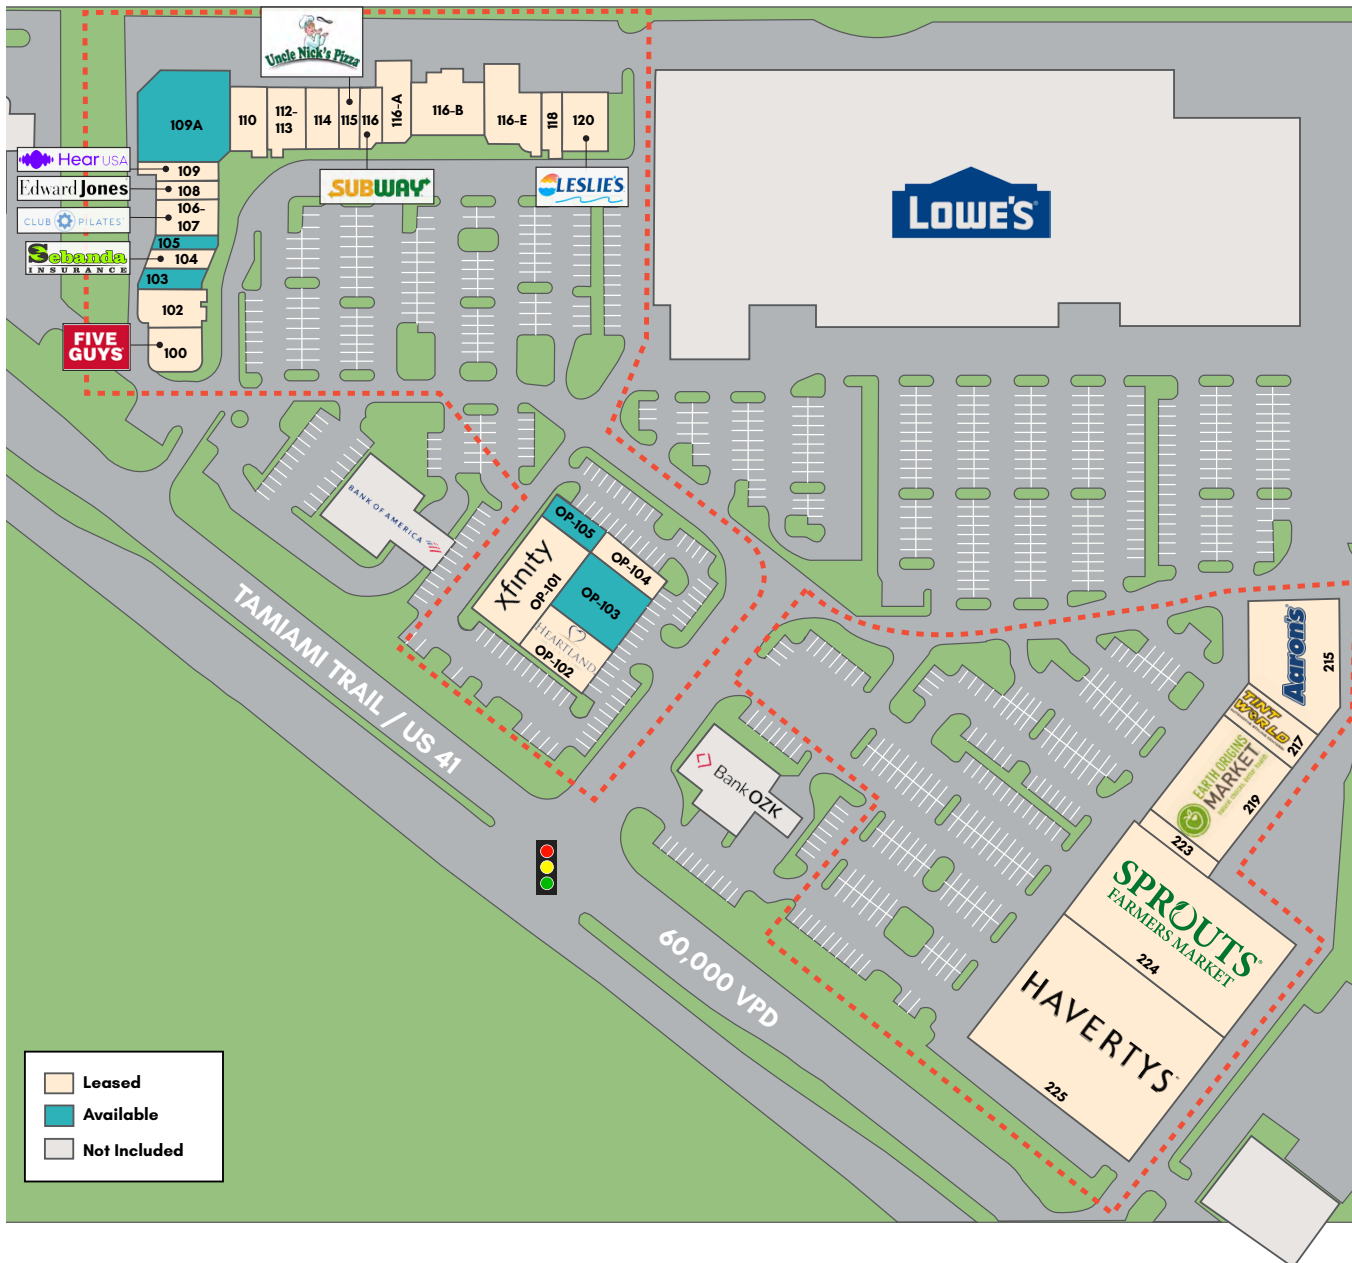 Uncle Nick's Pizza
109A
110
112-
113
114
115
116
116-A
116-B
116-E
118
120
HearUSA
109
Edward Jones
108
CLUB PILATES
106-
107
105
Sebanda
INSURANCE
104
103
102
FIVE
GUYS
100
SUBWAY
LESLIE'S
LOWE'S
BANK OF AMERICA
OP-105
xfinity
OP-101
OP-104
OP-103
HEARTLAND
OP-102
TAMIAMI TRAIL / US 41
60,000 VPD
BankOZK
Aaron's
215
TINT
WORLD
217
EARTH ORIGINS
MARKET
219
223
SPROUTS
FARMERS MARKET
224
HAVERTYS
225
Leased
Available
Not Included